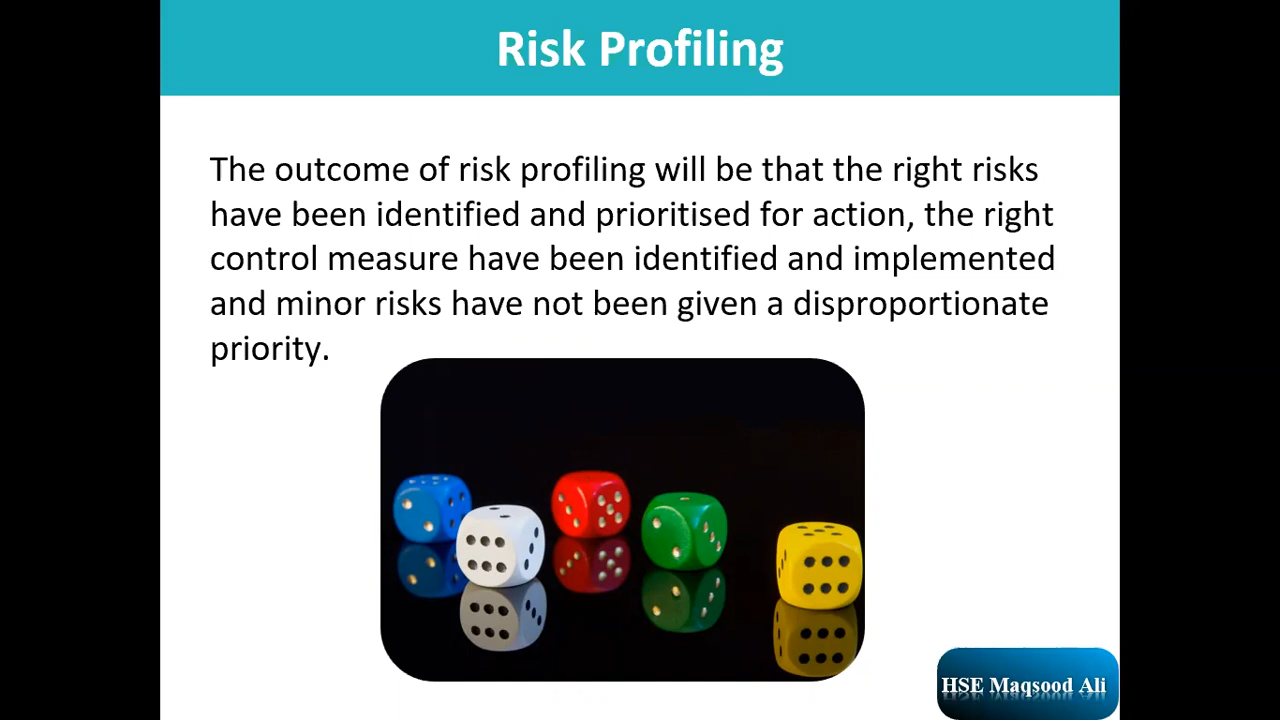 Risk Profiling
The outcome of risk profiling will be that the right risks
have been identified and prioritised for action, the right
control measure have been identified and implemented
and minor risks have not been given a disproportionate
priority.
HSE Maqsood Ali